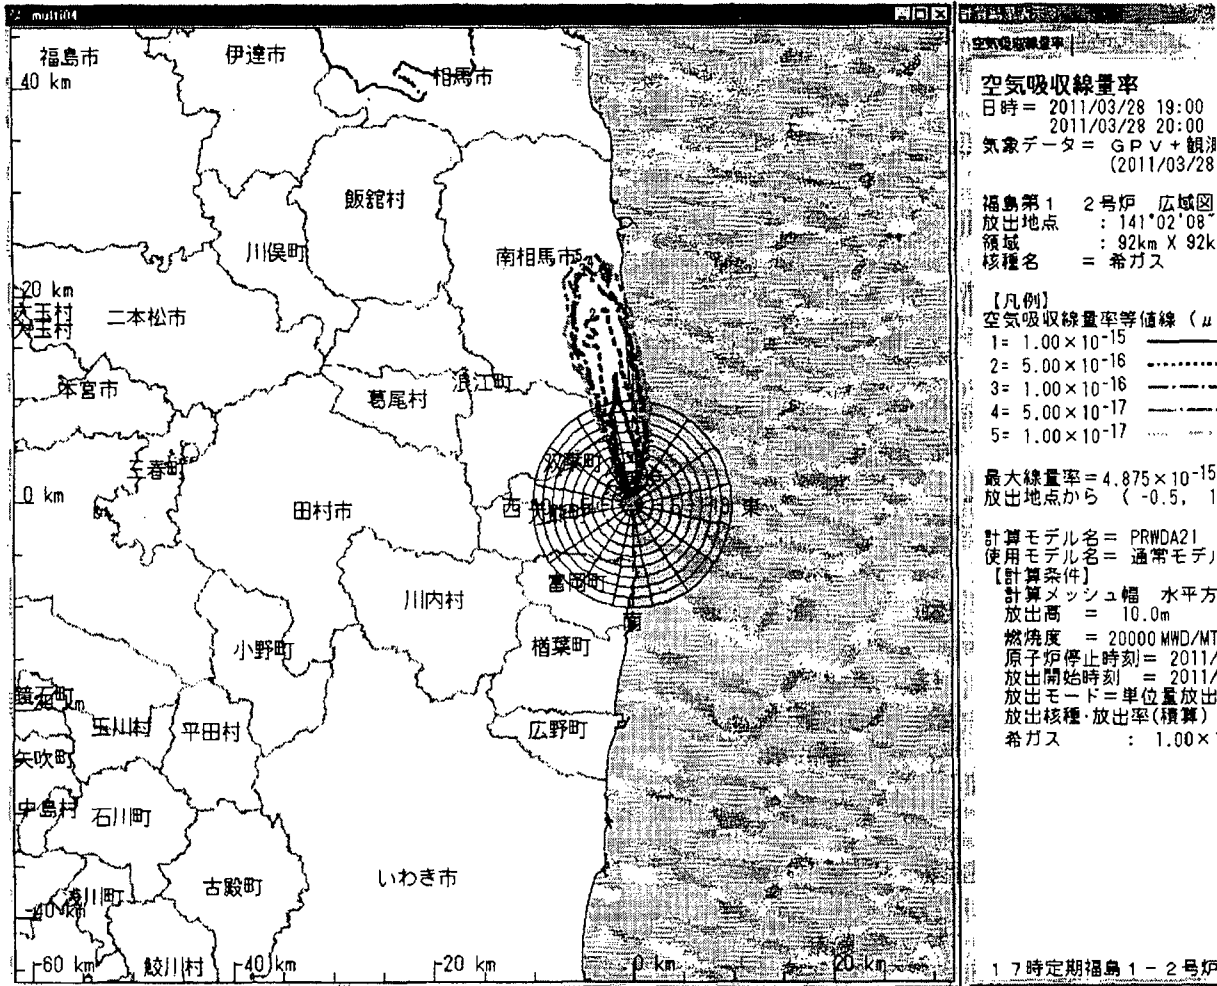 multi04
福島市
伊達市
相馬市
40 km
飯舘村
川俣町
南相馬市
20 km
大玉村
大玉村
二本松市
本宮市
浪江町
葛尾村
三春町
双葉町
0 km
田村市
西
東
富岡町
川内村
南
小野町
楢葉町
鏡石町
玉川村
平田村
広野町
矢吹町
中島村
石川町
いわき市
浅川町
古殿町
-40 km
-60 km
-40 km
-20 km
0 km
20 km
鮫川村
空気吸収線量率
空気吸収線量率
日時= 2011/03/28 19:00
2011/03/28 20:00
気象データ= GPV+観測
(2011/03/28
福島第1 2号炉 広域図
放出地点 : 141°02'08"
領域 : 92km X 92k
核種名 = 希ガス
【凡例】
空気吸収線量率等値線 (μ
1= 1.00×10-15
2= 5.00×10-16
3= 1.00×10-16
4= 5.00×10-17
5= 1.00×10-17
最大線量率=4.875×10-15
放出地点から ( -0.5, 1
計算モデル名= PRWDA21
使用モデル名= 通常モデル
【計算条件】
計算メッシュ幅 水平方
放出高 = 10.0m
燃焼度 = 20000MWD/MT
原子炉停止時刻= 2011/
放出開始時刻 = 2011/
放出モード=単位量放出
放出核種・放出率(積算)
希ガス : 1.00×
17時定期福島1-2号炉